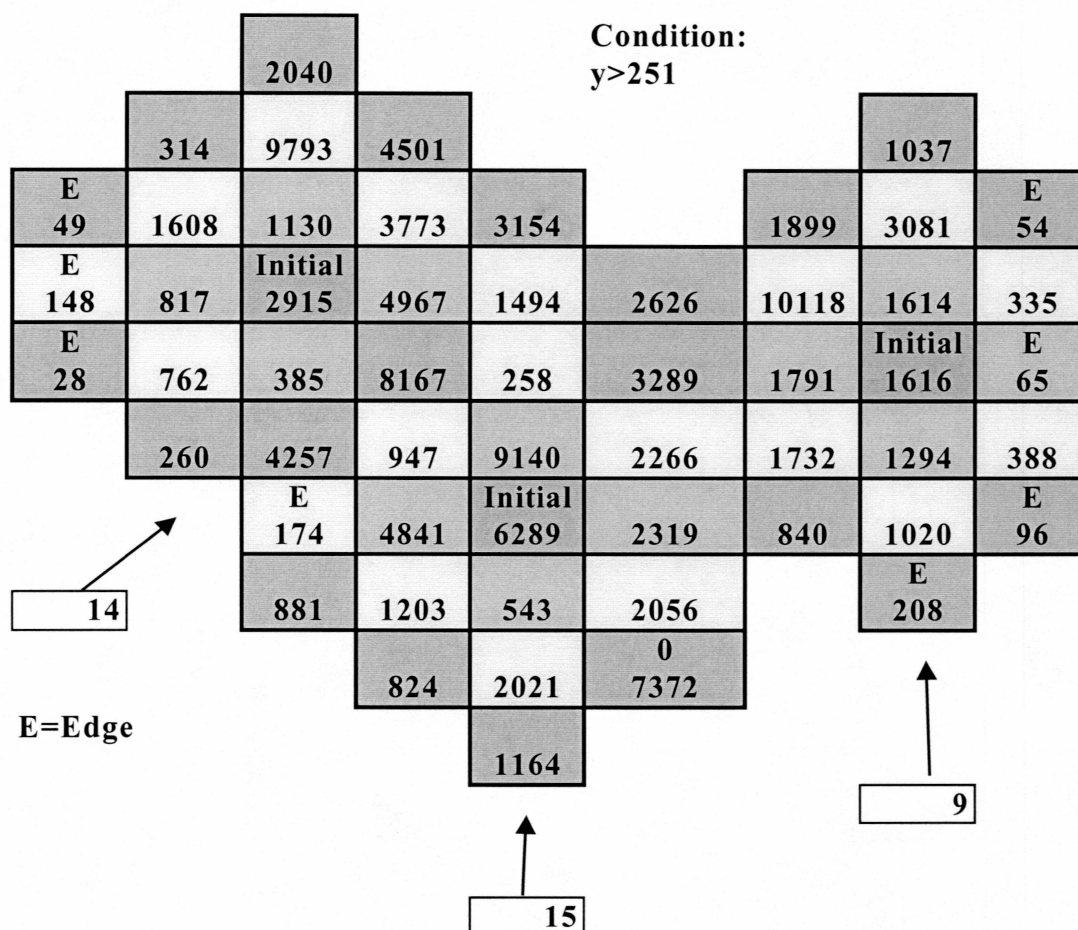 Condition:
y>251
2040
314 9793 4501 1037
E E
49 1608 1130 3773 3154 1899 3081 54
E Initial
148 817 2915 4967 1494 2626 10118 1614 335
E Initial E
28 762 385 8167 258 3289 1791 1616 65
260 4257 947 9140 2266 1732 1294 388
E Initial E
174 4841 6289 2319 840 1020 96
E
14 881 1203 543 2056 208
0
824 2021 7372
E=Edge
1164
9
15